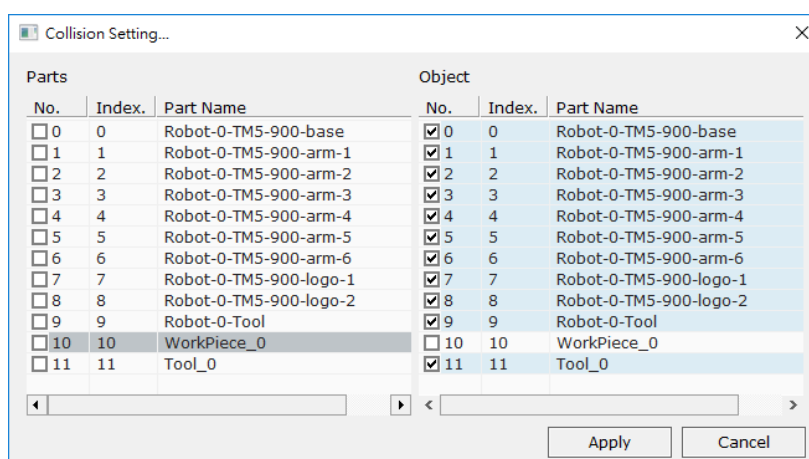 Collision Setting...
Parts
No. Index. Part Name
0 0 Robot-0-TM5-900-base
1 1 Robot-0-TM5-900-arm-1
2 2 Robot-0-TM5-900-arm-2
3 3 Robot-0-TM5-900-arm-3
4 4 Robot-0-TM5-900-arm-4
5 5 Robot-0-TM5-900-arm-5
6 6 Robot-0-TM5-900-arm-6
7 7 Robot-0-TM5-900-logo-1
8 8 Robot-0-TM5-900-logo-2
9 9 Robot-0-Tool
10 10 WorkPiece_0
11 11 Tool_0
Object
No. Index. Part Name
0 0 Robot-0-TM5-900-base
1 1 Robot-0-TM5-900-arm-1
2 2 Robot-0-TM5-900-arm-2
3 3 Robot-0-TM5-900-arm-3
4 4 Robot-0-TM5-900-arm-4
5 5 Robot-0-TM5-900-arm-5
6 6 Robot-0-TM5-900-arm-6
7 7 Robot-0-TM5-900-logo-1
8 8 Robot-0-TM5-900-logo-2
9 9 Robot-0-Tool
10 10 WorkPiece_0
11 11 Tool_0
Apply Cancel